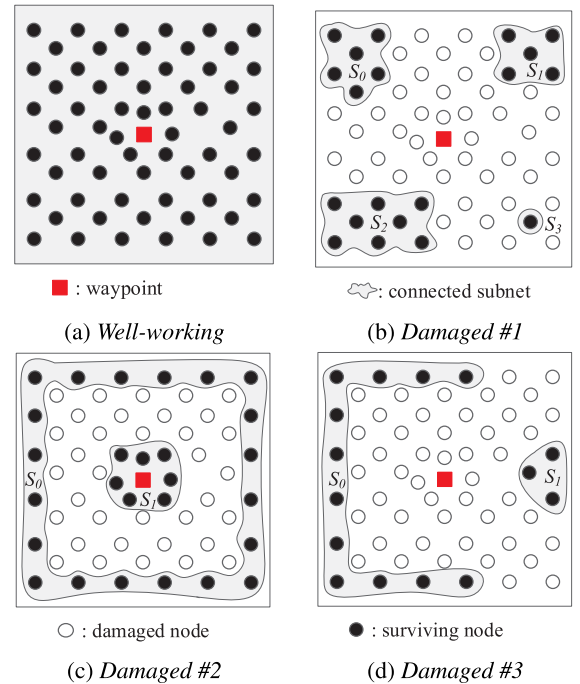 S0
S1
S2
S3
: waypoint
: connected subnet
(a) Well-working
(b) Damaged #1
S0
S1
S0
S1
: damaged node
: surviving node
(c) Damaged #2
(d) Damaged #3